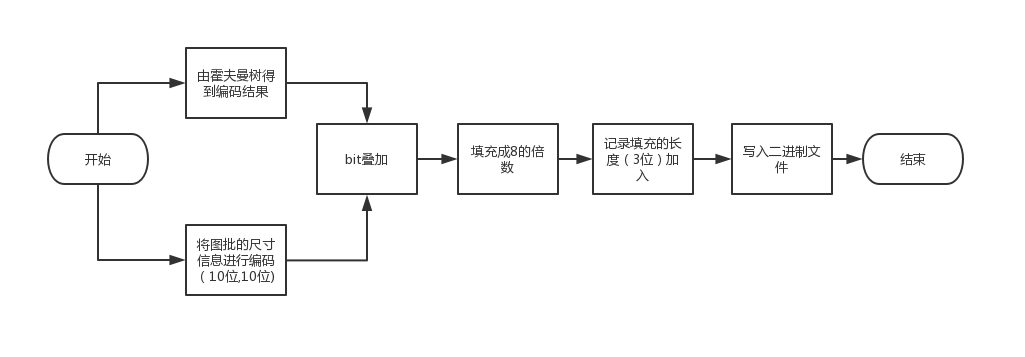 由霍夫曼树得
到编码结果
开始
bit叠加
填充成8的倍
数
记录填充的长
度（3位）加
入
写入二进制文
件
结束
将图批的尺寸
信息进行编码
（10位,10位)